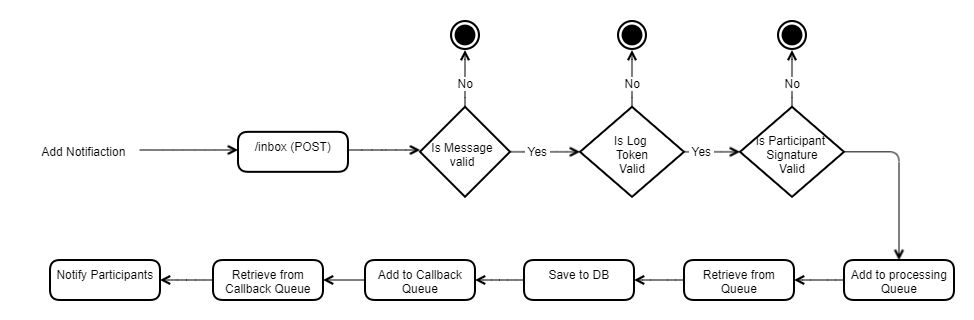 No
No
No
Add Notifiaction
/inbox (POST)
Is Message
valid
Yes
Is Log
Token
Valid
Yes
Is Participant
Signature
Valid
Notify Participants
Retrieve from
Callback Queue
Add to Callback
Queue
Save to DB
Retrieve from
Queue
Add to processing
Queue